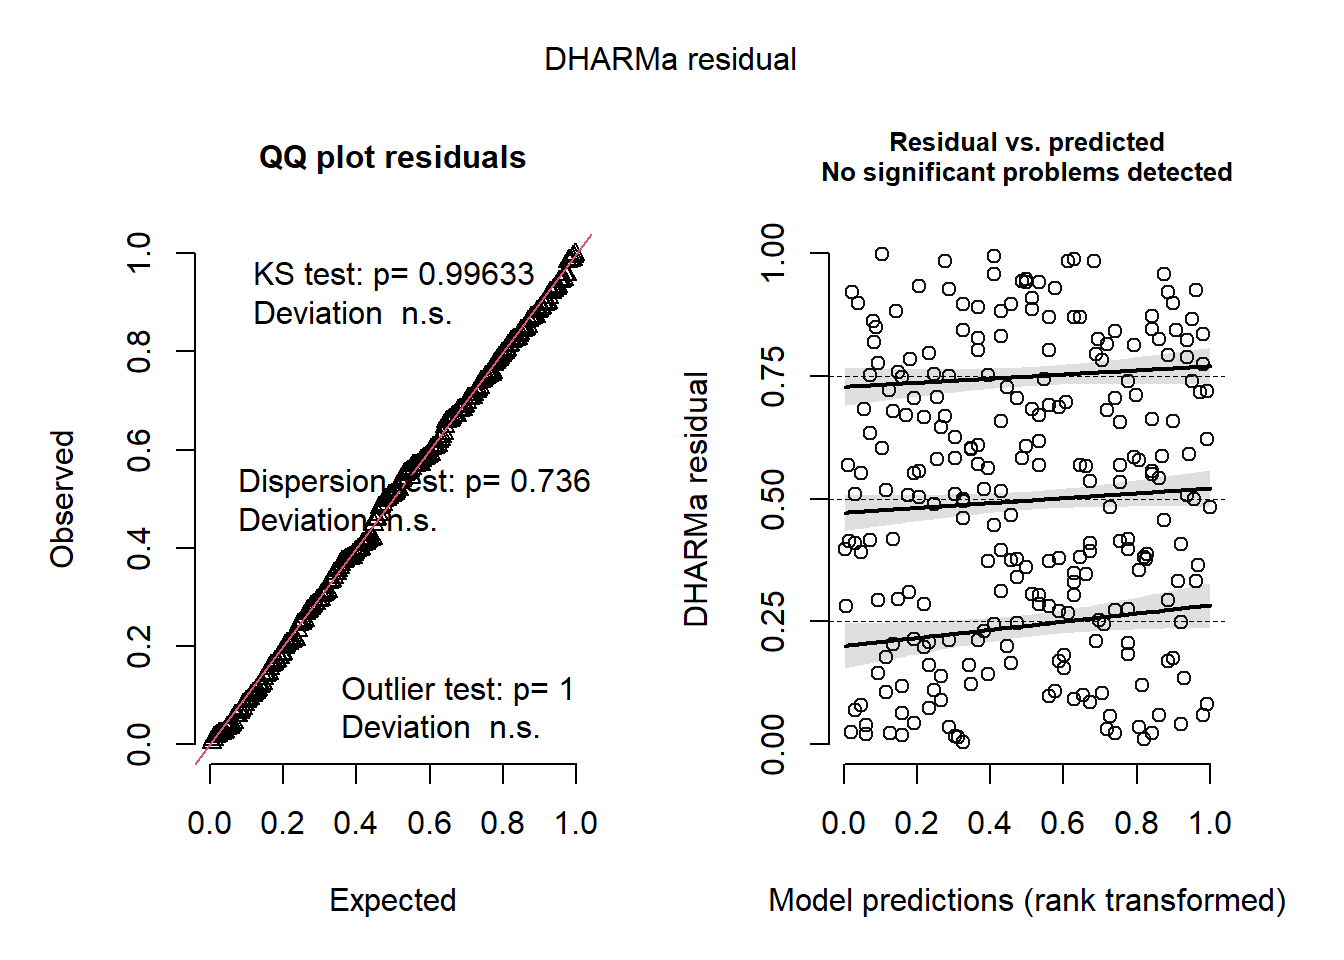 DHARMa residual
QQ plot residuals
KS test: p= 0.99633
Deviation  n.s.
Dispersion test: p= 0.736
Deviation n.s.
Outlier test: p= 1
Deviation  n.s.
Observed
0.0 0.2 0.4 0.6 0.8 1.0
0.0 0.2 0.4 0.6 0.8 1.0
Expected
Residual vs. predicted
No significant problems detected
DHARMa residual
0.00 0.25 0.50 0.75 1.00
0.0 0.2 0.4 0.6 0.8 1.0
Model predictions (rank transformed)